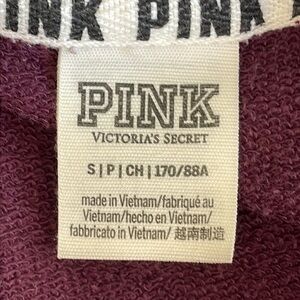 INK PINK
PINK
VICTORIA'S SECRET
S | P | CH | 170/88A
made in Vietnam/fabriqué au
Vietnam/hecho en Vietnam/
fabbricato in Vietnam/ 越南制造